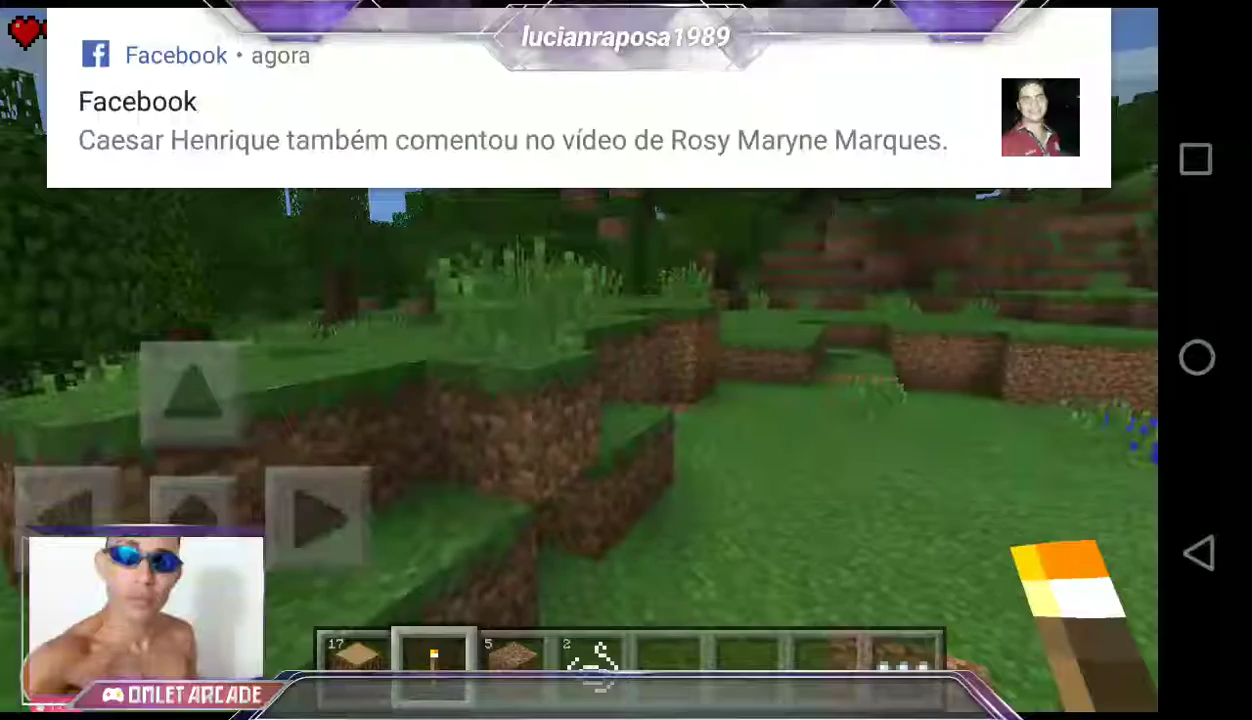 lucianraposa1989
Facebook • agora
Facebook
Caesar Henrique também comentou no vídeo de Rosy Maryne Marques.
17
5
2
OMLET ARCADE